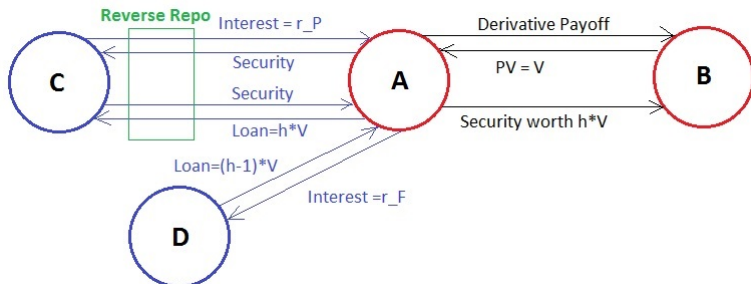 Reverse Repo
Interest = r_P
Derivative Payoff
Security
PV = V
C
A
B
Security
Loan=h*V
Security worth h*V
Loan=(h-1)*V
Interest =r_F
D